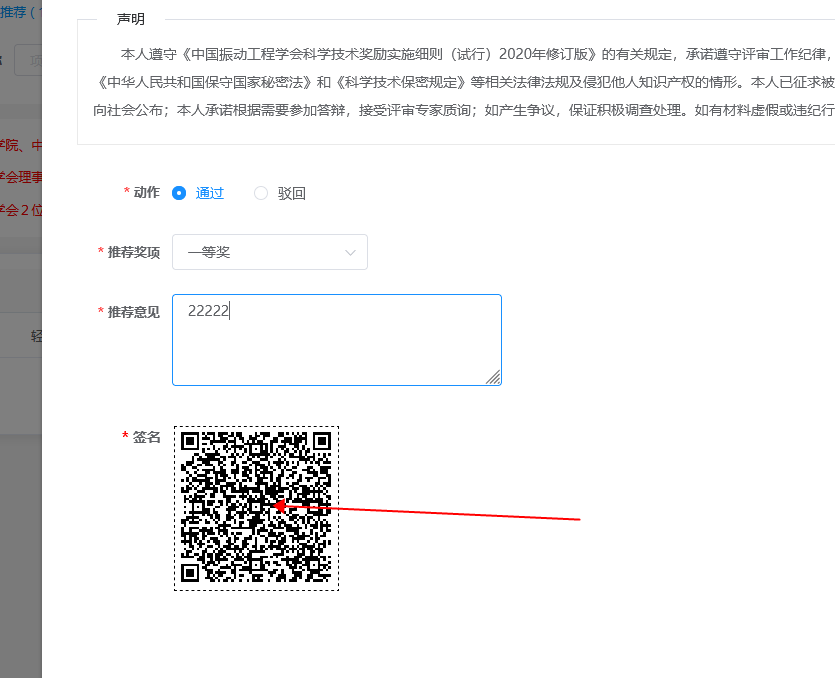 推荐 (
声明
本人遵守《中国振动工程学会科学技术奖励实施细则（试行）2020年修订版》的有关规定，承诺遵守评审工作纪律，
《中华人民共和国保守国家秘密法》和《科学技术保密规定》等相关法律法规及侵犯他人知识产权的情形。本人已征求被
向社会公布；本人承诺根据需要参加答辩，接受评审专家质询；如产生争议，保证积极调查处理。如有材料虚假或违纪行
项
学院、中
学会理事
学会2位
轻
* 动作 通过 驳回
* 推荐奖项 一等奖
* 推荐意见 22222
* 签名